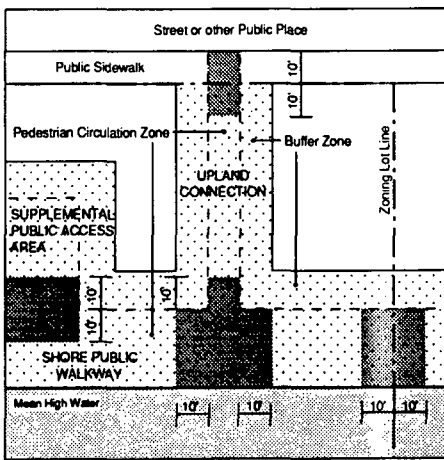 Street or other Public Place
Public Sidewalk
10'
10'
Pedestrian Circulation Zone
Buffer Zone
Zoning Lot Line
UPLAND
CONNECTION
SUPPLEMENTAL
PUBLIC ACCESS
AREA
10'
10'
10'
SHORE PUBLIC
WALKWAY
Mean High Water
10'
10'
10'
10'